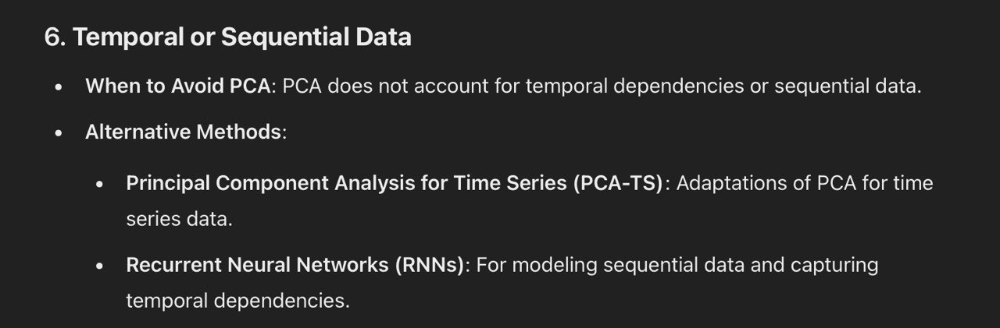 6. Temporal or Sequential Data
• When to Avoid PCA: PCA does not account for temporal dependencies or sequential data.
• Alternative Methods:
• Principal Component Analysis for Time Series (PCA-TS): Adaptations of PCA for time
series data.
• Recurrent Neural Networks (RNNs): For modeling sequential data and capturing
temporal dependencies.